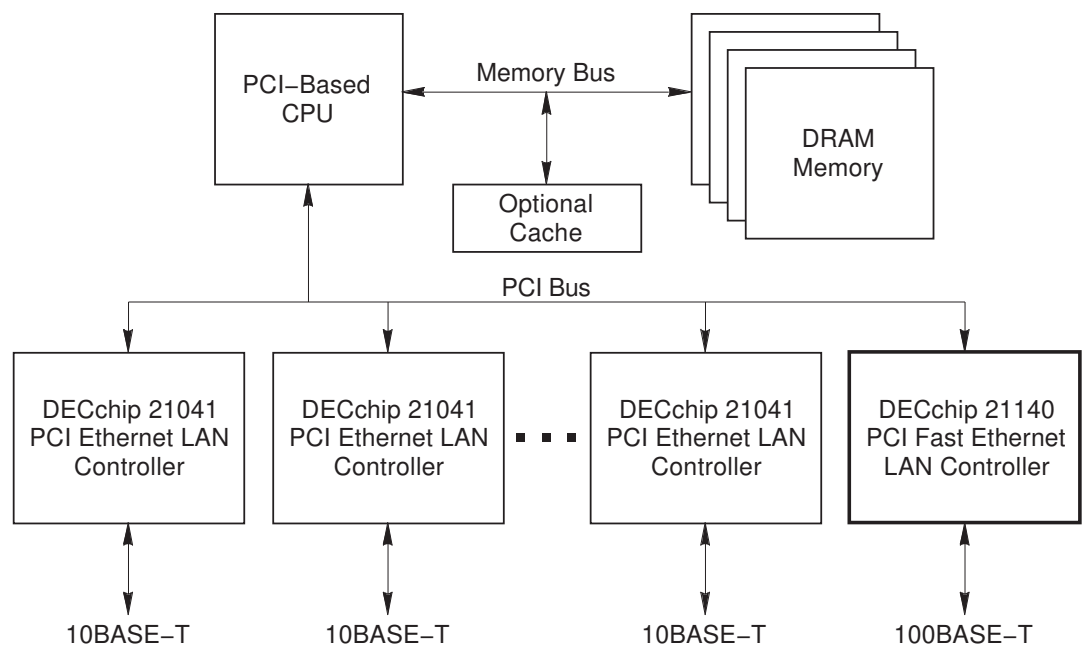 PCI−Based
CPU
Memory Bus
DRAM
Memory
Optional
Cache
PCI Bus
DECchip 21041
PCI Ethernet LAN
Controller
DECchip 21041
PCI Ethernet LAN
Controller
DECchip 21041
PCI Ethernet LAN
Controller
DECchip 21140
PCI Fast Ethernet
LAN Controller
10BASE−T
10BASE−T
10BASE−T
100BASE−T